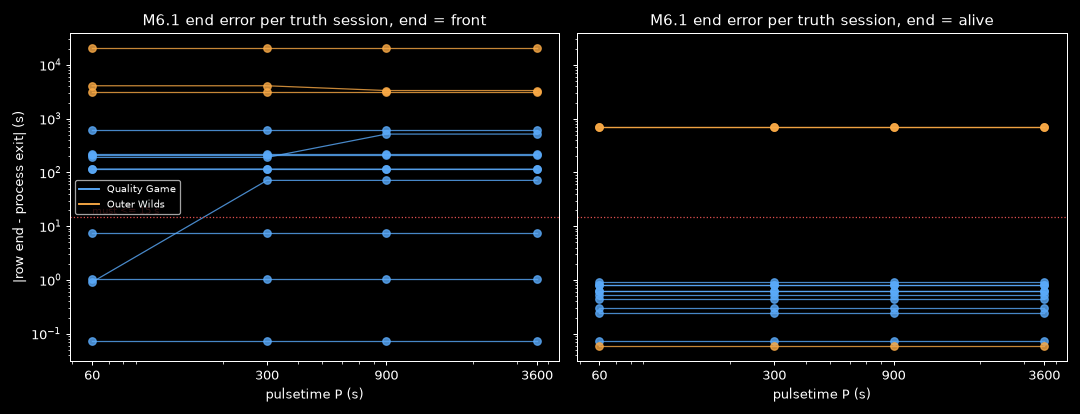 M6.1 end error per truth session, end = front
M6.1 end error per truth session, end = alive
|row end - process exit| (s)
10⁴
10³
10²
10¹
10⁰
10⁻¹
Quality Game
Outer Wilds
60
300
900
3600
60
300
900
3600
pulsetime P (s)
pulsetime P (s)